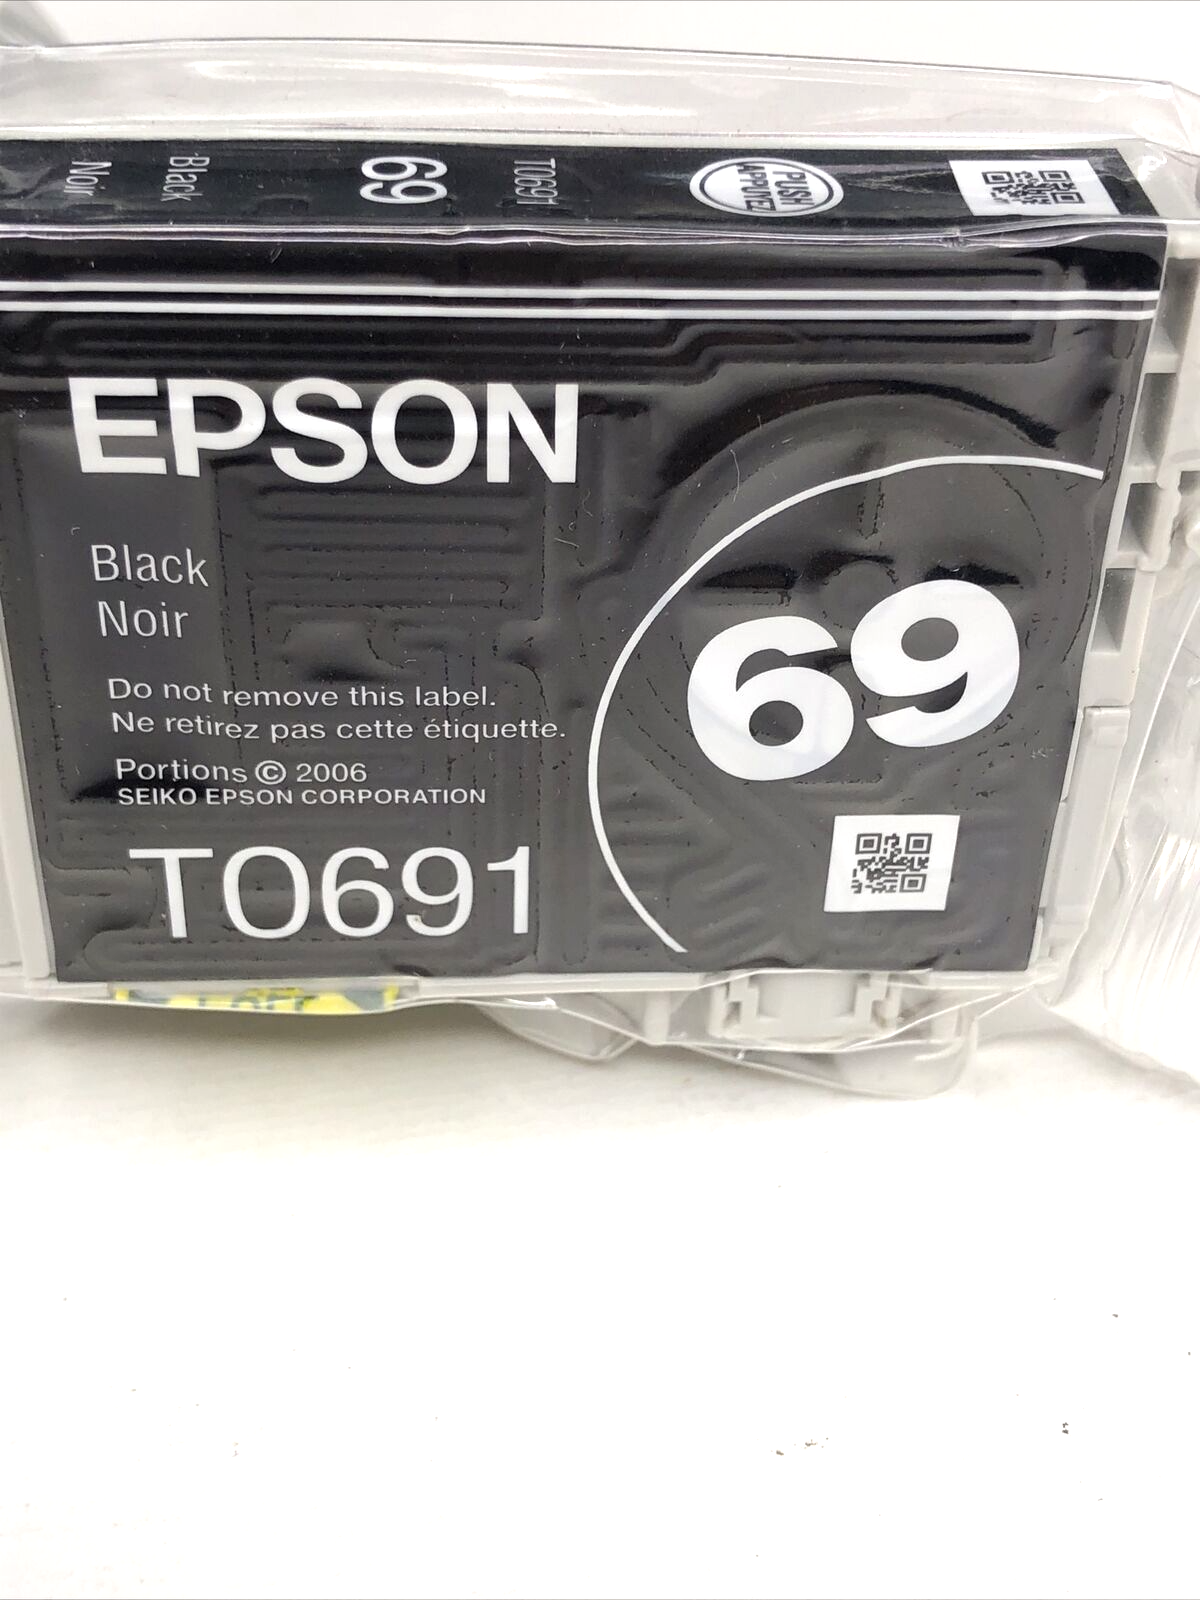 Noir
Black
69
T0691
PUSH
APPUYEZ
EPSON
Black
Noir
69
Do not remove this label.
Ne retirez pas cette étiquette.
Portions © 2006
SEIKO EPSON CORPORATION
T0691